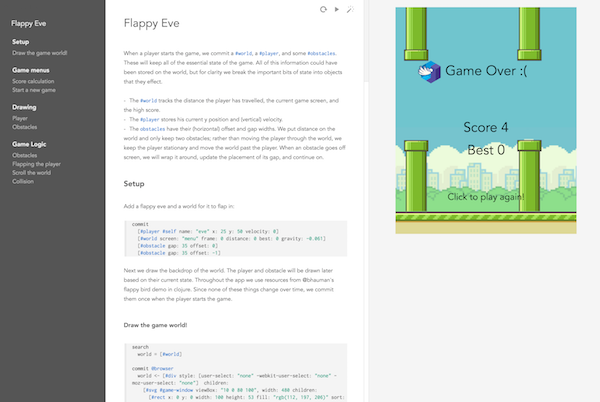 Flappy Eve
Setup
Draw the game world!
Game menus
Score calculation
Start a new game
Drawing
Player
Obstacles
Game Logic
Obstacles
Flapping the player
Scroll the world
Collision
Flappy Eve
When a player starts the game, we commit a #world, a #player, and some #obstacles.
These will keep all of the essential state of the game. All of this information could have
been stored on the world, but for clarity we break the important bits of state into objects
that they effect.
- The #world tracks the distance the player has travelled, the current game screen, and
the high score.
- The #player stores his current y position and (vertical) velocity.
- The obstacles have their (horizontal) offset and gap widths. We put distance on the
world and only keep two obstacles; rather than moving the player through the world, we
keep the player stationary and move the world past the player. When an obstacle goes off
screen, we will wrap it around, update the placement of its gap, and continue on.
Setup
Add a flappy eve and a world for it to flap in:
commit
[#player #self name: "eve" x: 25 y: 50 velocity: 0]
[#world screen: "menu" frame: 0 distance: 0 best: 0 gravity: -0.061]
[#obstacle gap: 35 offset: 0]
[#obstacle gap: 35 offset: -1]
Next we draw the backdrop of the world. The player and obstacle will be drawn later
based on their current state. Throughout the app we use resources from @bhauman's
flappy bird demo in clojure. Since none of these things change over time, we commit
them once when the player starts the game.
Draw the game world!
search
world = [#world]
commit @browser
world <- [#div style: [user-select: "none" -webkit-user-select: "none" -
moz-user-select: "none"] children:
[#svg #game-window viewBox: "10 0 80 100", width: 480 children:
[#rect x: 0 y: 0 width: 100 height: 53 fill: "rgb(112, 197, 206)" sort:
Game Over :(
Score 4
Best 0
Click to play again!